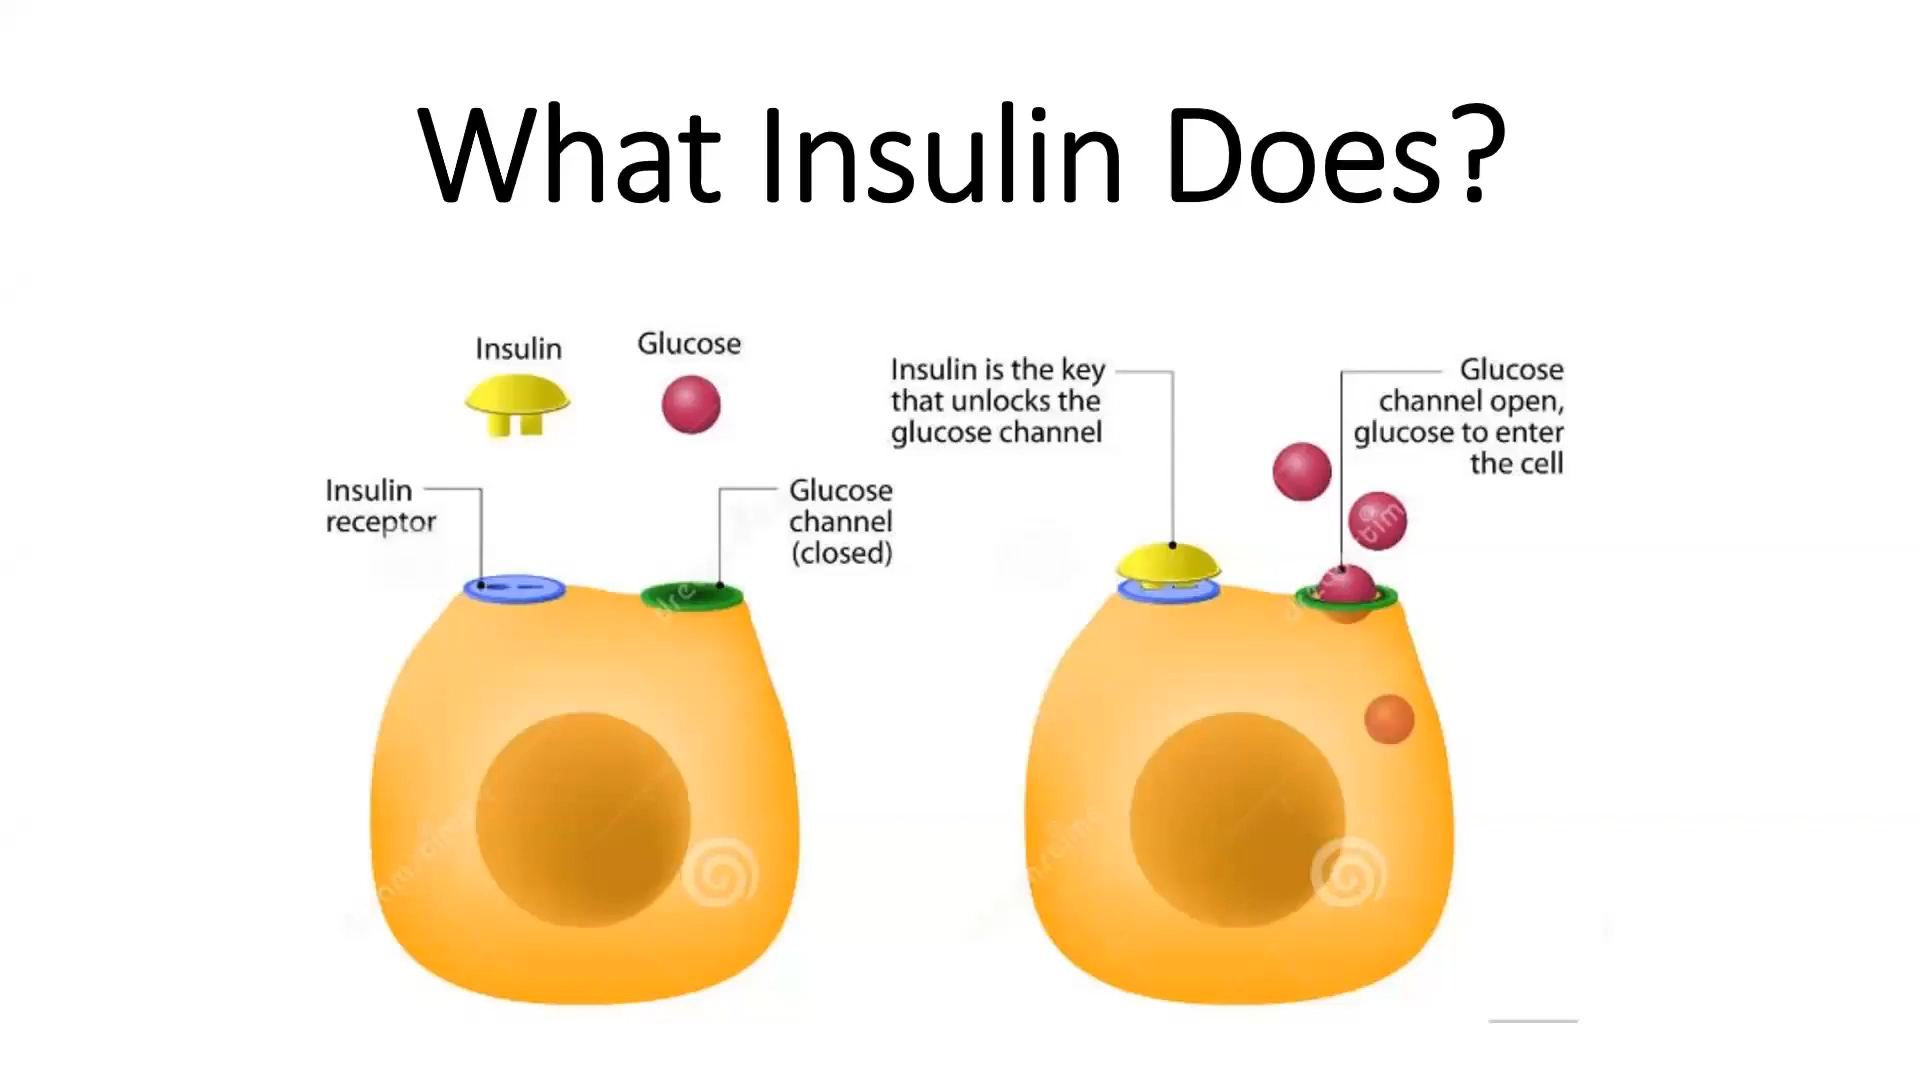 What Insulin Does?
Insulin
Glucose
Insulin
receptor
Glucose
channel
(closed)
Insulin is the key
that unlocks the
glucose channel
Glucose
channel open,
glucose to enter
the cell